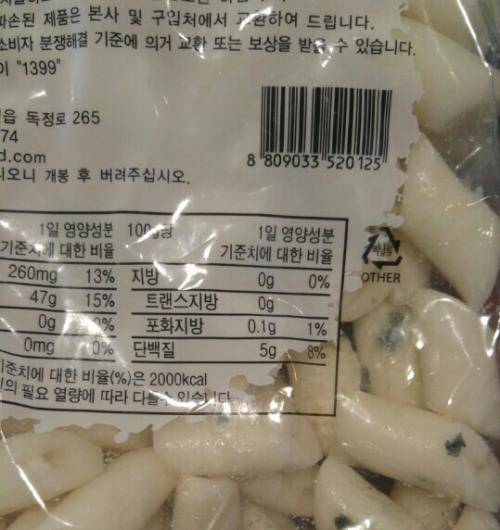 파손된 제품은 본사 및 구입처에서 교환하여 드립니다.
소비자 분쟁해결 기준에 의거 교환 또는 보상을 받을 수 있습니다.
"1399"
독정로 265
74
d.com
개봉 후 버려주십시오.
8 809033 520125
1일 영양성분 100g당 1일 영양성분
기준치에 대한 비율 기준치에 대한 비율
260mg 13% 지방 0g 0%
47g 15% 트랜스지방 0g
0g 0% 포화지방 0.1g 1%
0mg 0% 단백질 5g 8%
기준치에 대한 비율(%)은 2000kcal
필요 열량에 따라 다를 수 있습니다
비닐류
OTHER